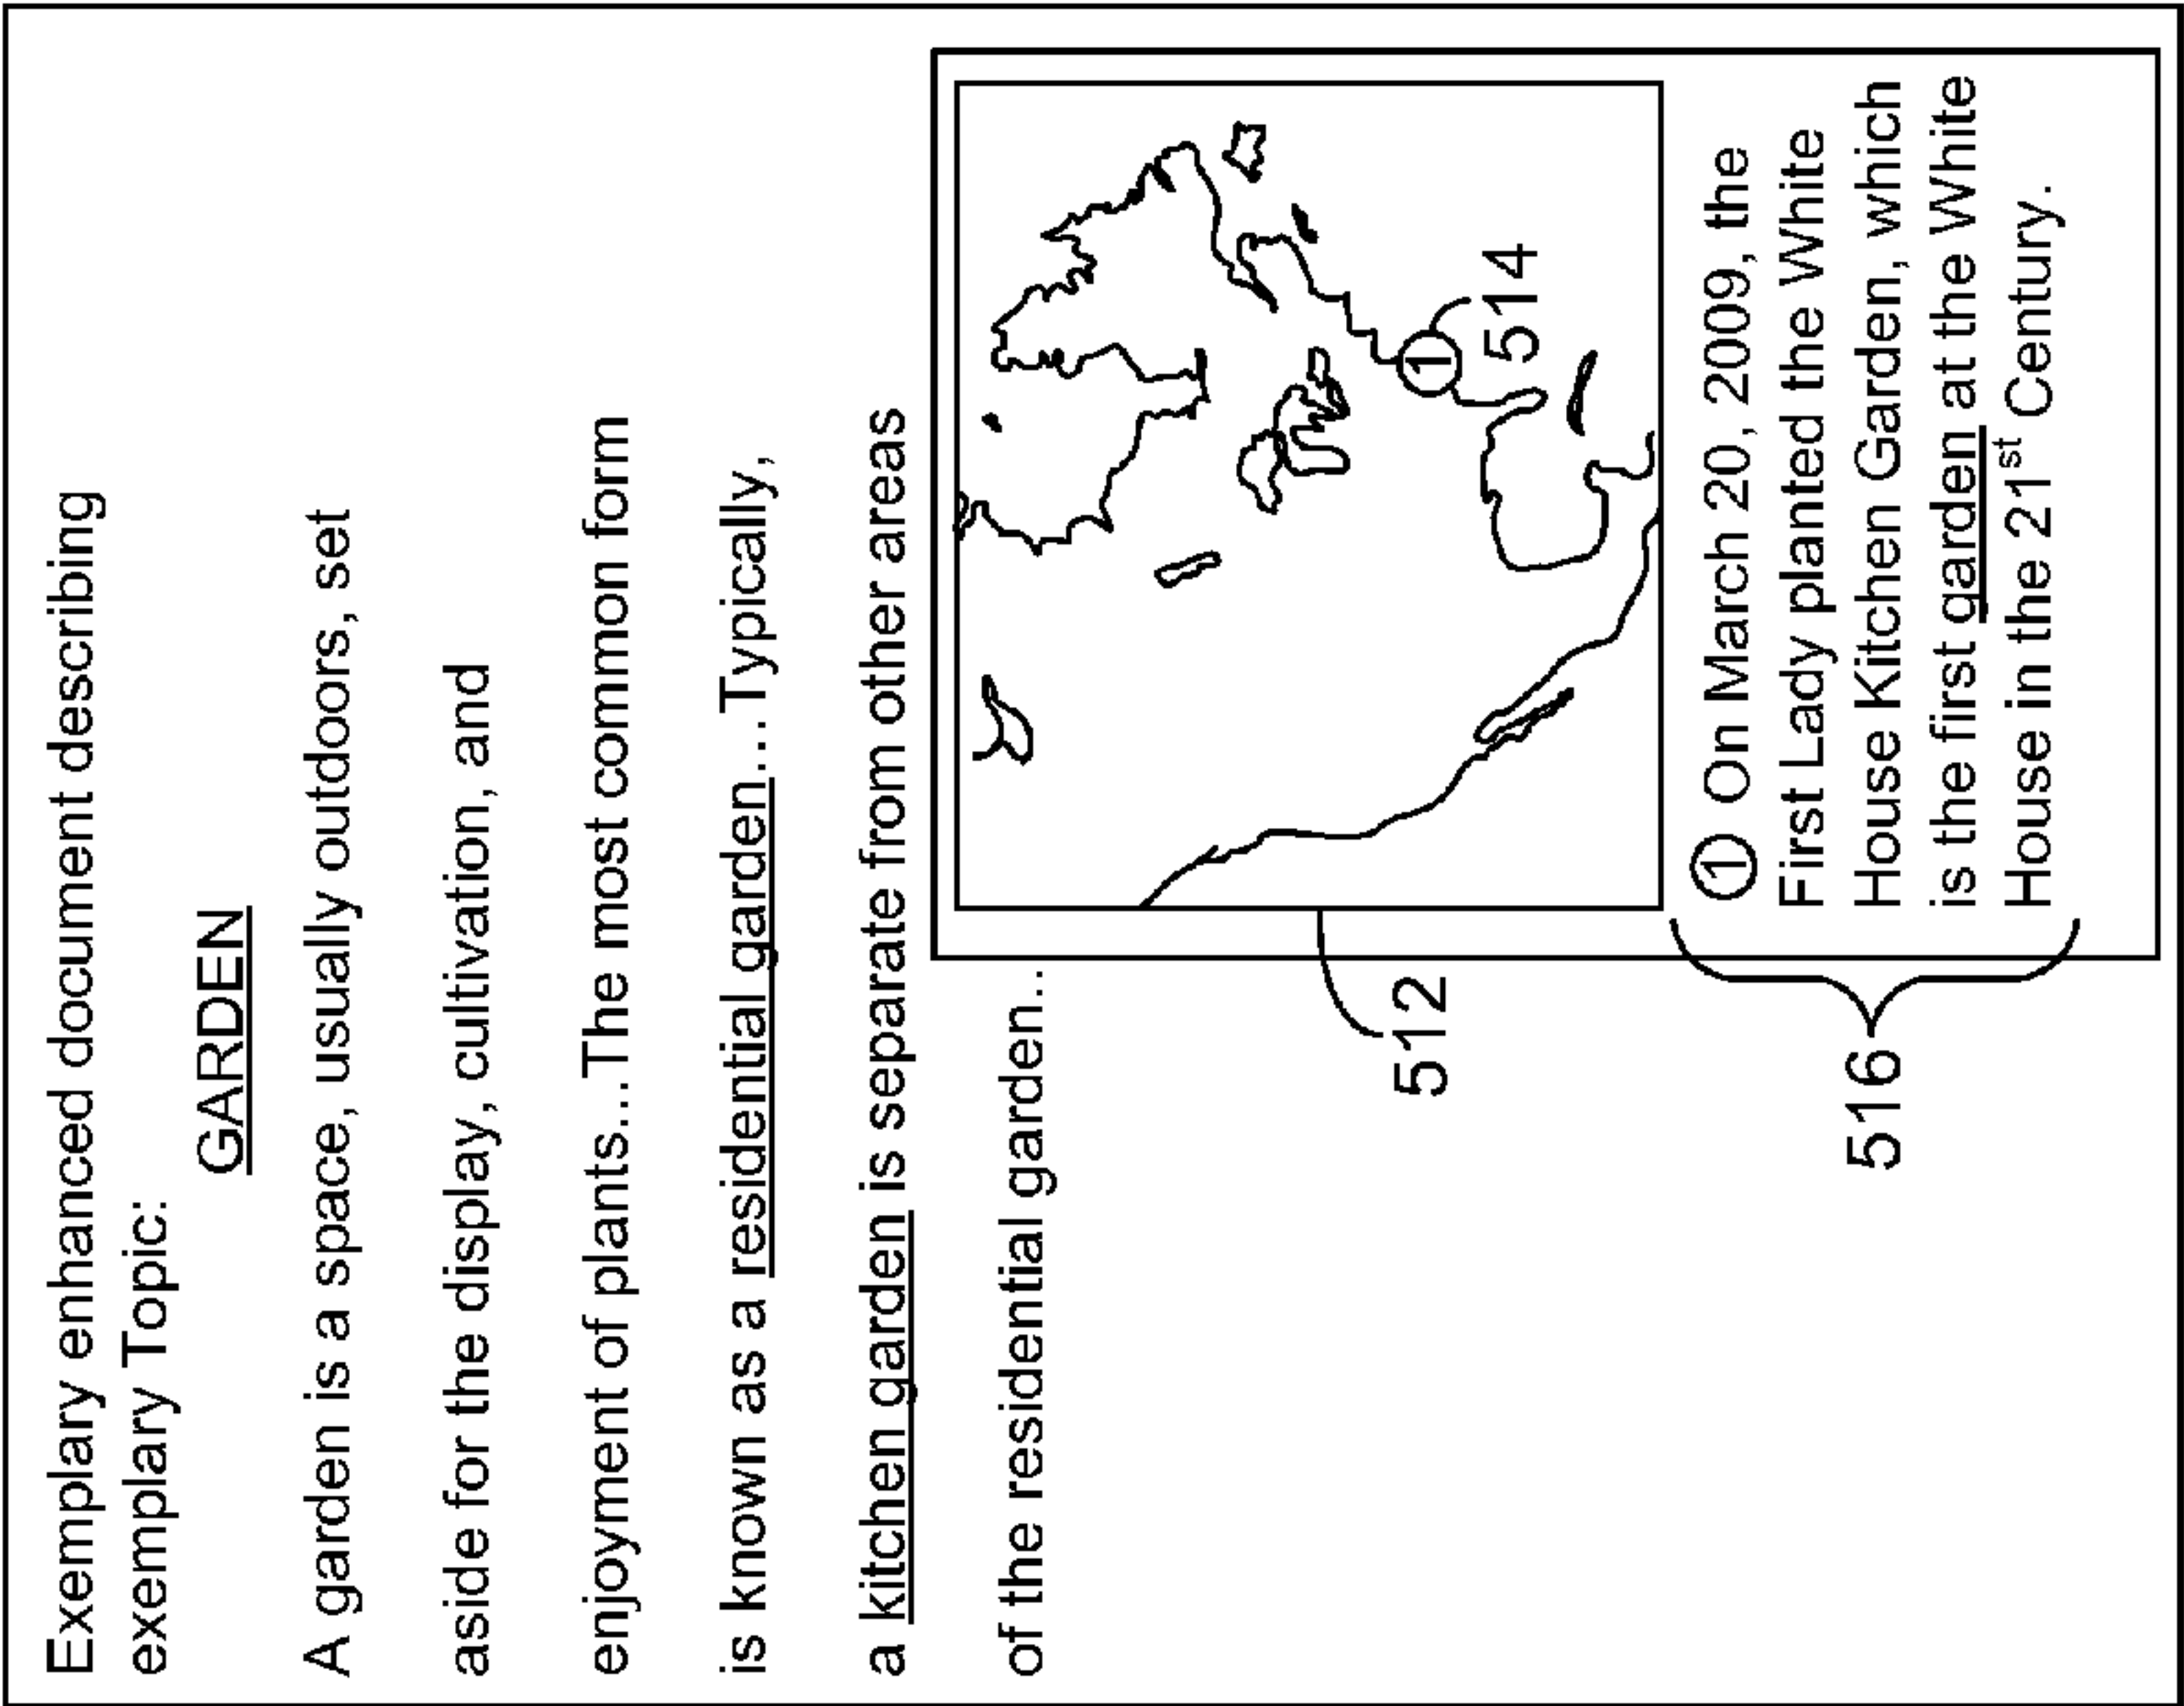 Exemplary enhanced document describing
exemplary Topic:
GARDEN
A garden is a space, usually outdoors, set
aside for the display, cultivation, and
enjoyment of plants...The most common form
is known as a residential garden...Typically,
a kitchen garden is separate from other areas
of the residential garden...
512
1
514
516
① On March 20, 2009, the
First Lady planted the White
House Kitchen Garden, which
is the first garden at the White
House in the 21st Century.